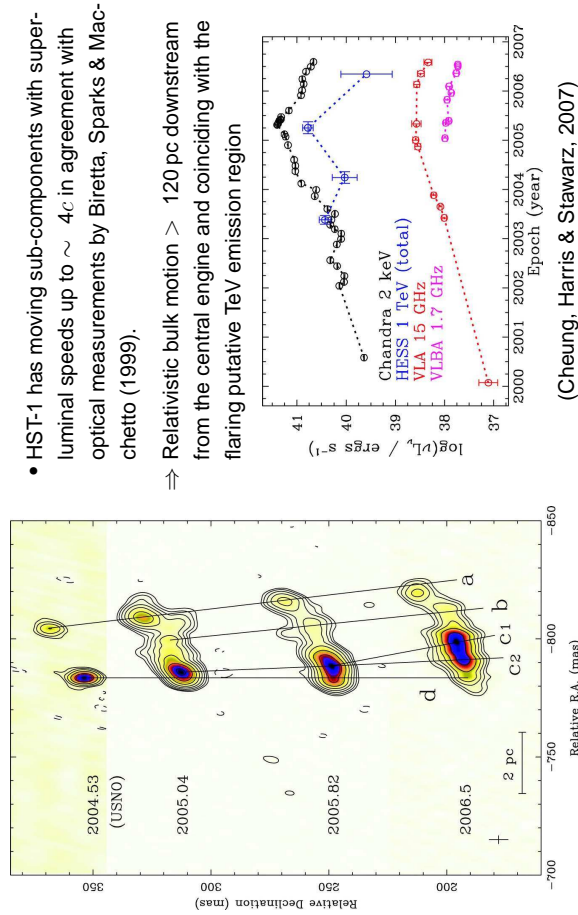 • HST-1 has moving sub-components with super-
luminal speeds up to ∼ 4c in agreement with
optical measurements by Biretta, Sparks & Mac-
chetto (1999).
⇒ Relativistic bulk motion > 120 pc downstream
from the central engine and coinciding with the
flaring putative TeV emission region
Relative Declination (mas)
350
300
250
200
2004.53
(USNO)
2005.04
2005.82
2006.5
2 pc
a
b
c1
c2
d
-700
-750
-800
-850
Relative R.A. (mas)
log(νL_ν / ergs s⁻¹)
41
40
39
38
37
Chandra 2 keV
HESS 1 TeV (total)
VLA 15 GHz
VLBA 1.7 GHz
2000
2001
2002
2003
2004
2005
2006
2007
Epoch (year)
(Cheung, Harris & Stawarz, 2007)